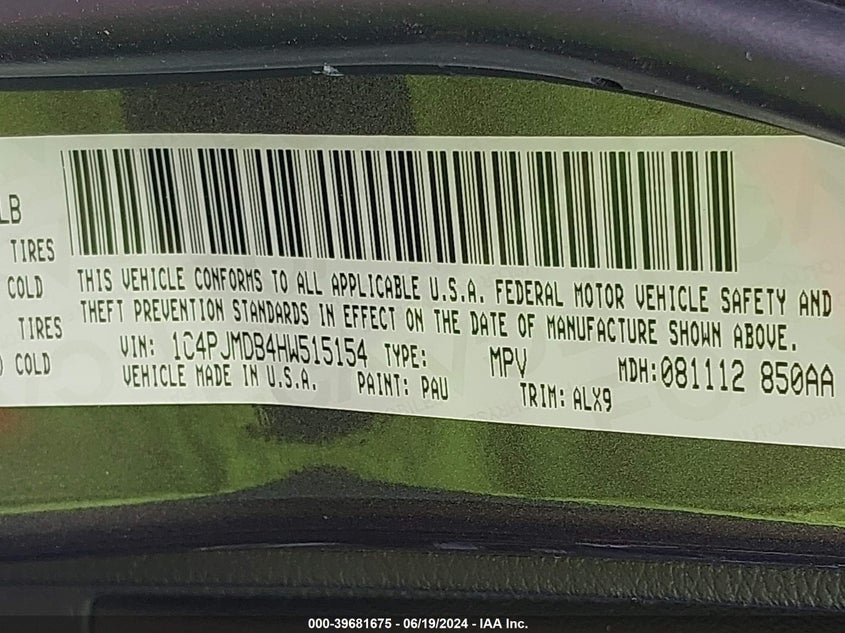 LB
TIRES
COLD
TIRES
COLD
THIS VEHICLE CONFORMS TO ALL APPLICABLE U.S.A. FEDERAL MOTOR VEHICLE SAFETY AND
THEFT PREVENTION STANDARDS IN EFFECT ON THE DATE OF MANUFACTURE SHOWN ABOVE.
VIN: 1C4PJMDB4HW515154 TYPE: MPV MDH:081112 850AA
VEHICLE MADE IN U.S.A. PAINT: PAU TRIM: ALX9
000-39681675 - 06/19/2024 - IAA Inc.